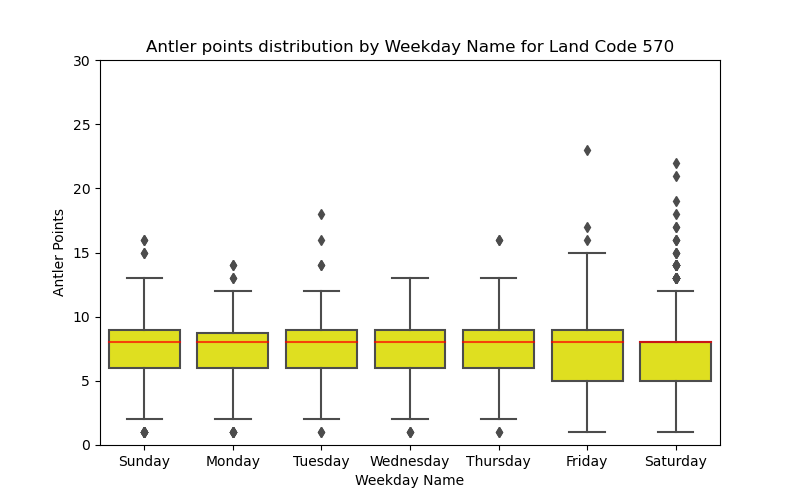 Antler points distribution by Weekday Name for Land Code 570
30
25
20
15
10
5
0
Antler Points
Sunday Monday Tuesday Wednesday Thursday Friday Saturday
Weekday Name